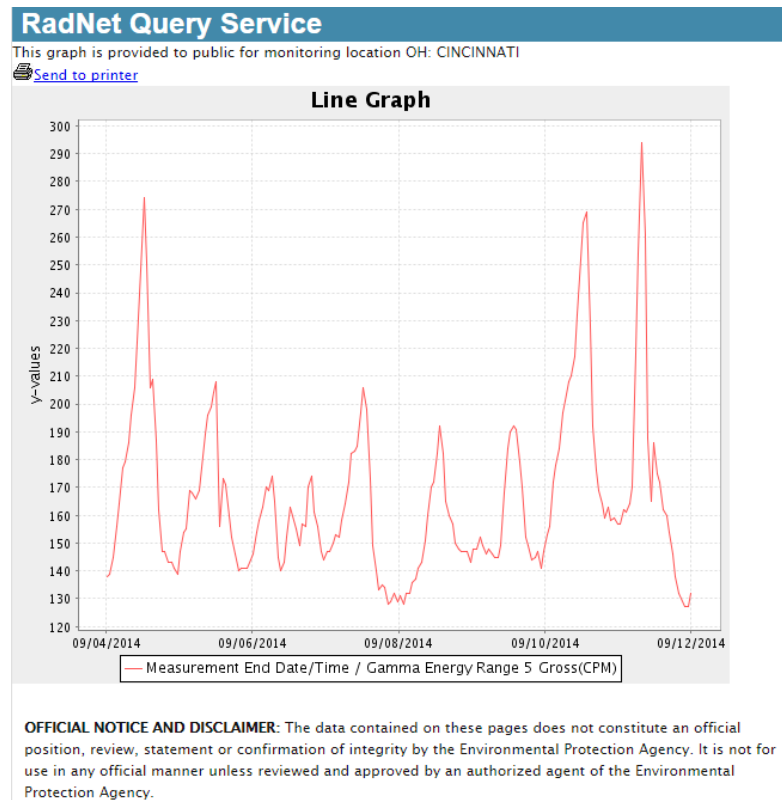 RadNet Query Service
This graph is provided to public for monitoring location OH: CINCINNATI
Send to printer
Line Graph
300
290
280
270
260
250
240
230
220
210
200
190
180
170
160
150
140
130
120
y-values
09/04/2014 09/06/2014 09/08/2014 09/10/2014 09/12/2014
Measurement End Date/Time / Gamma Energy Range 5 Gross(CPM)
OFFICIAL NOTICE AND DISCLAIMER: The data contained on these pages does not constitute an official
position, review, statement or confirmation of integrity by the Environmental Protection Agency. It is not for
use in any official manner unless reviewed and approved by an authorized agent of the Environmental
Protection Agency.